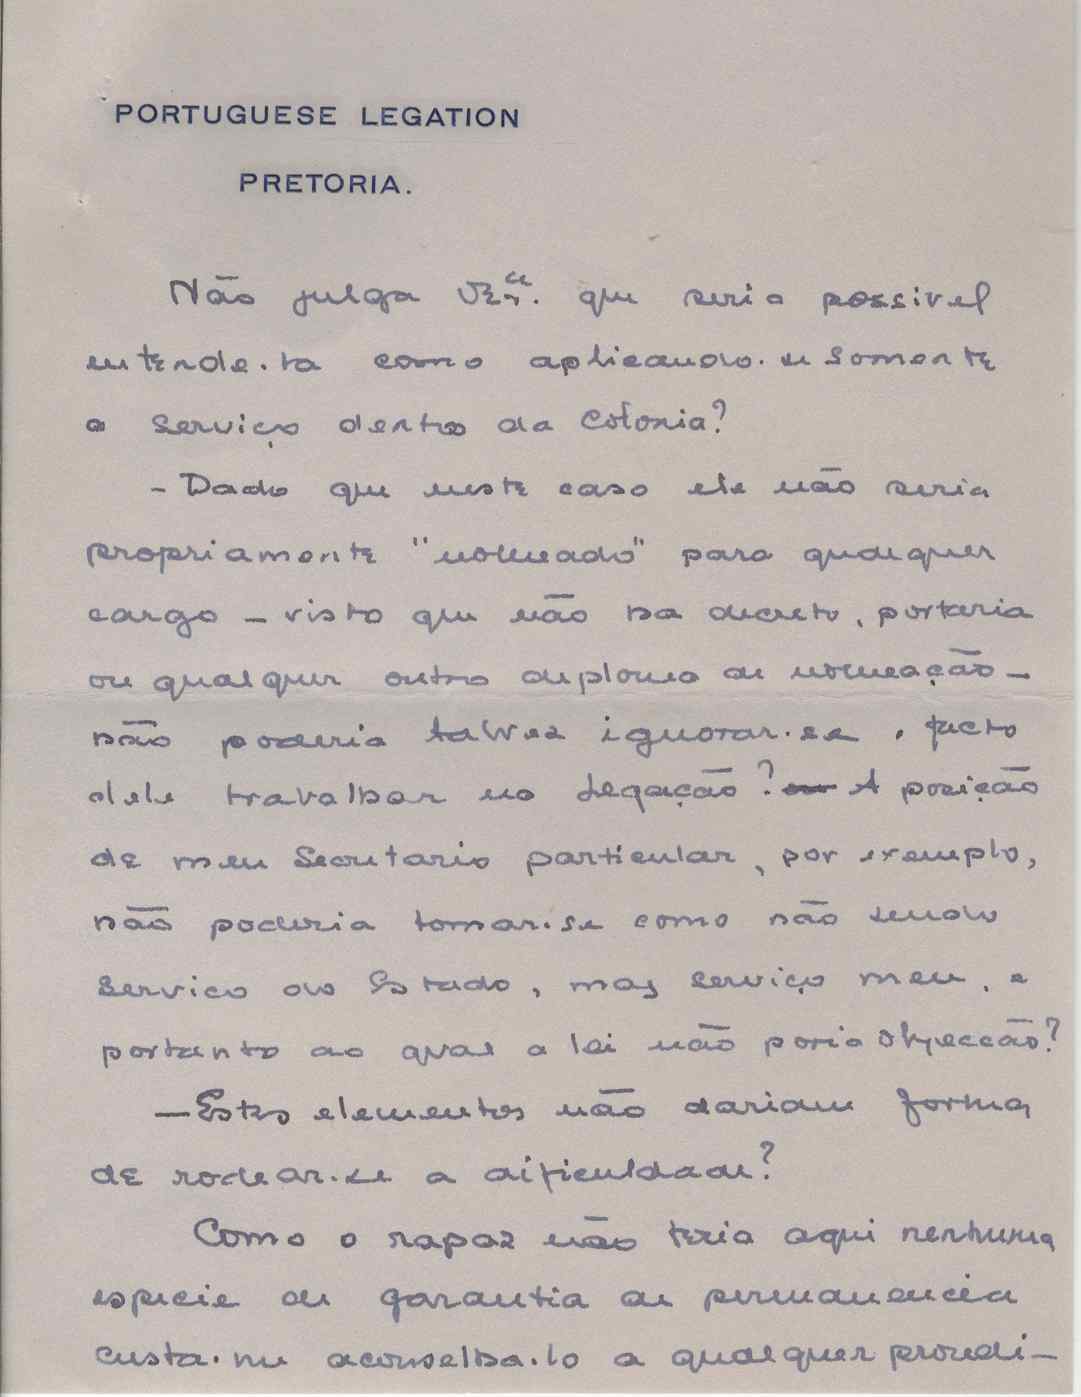 PORTUGUESE LEGATION
PRETORIA.
Não julga V. Exª. que seria possivel
entende-la como aplicando-se somente
a serviço dentro da Colonia?
- Dado que neste caso ele não seria
propriamente "nomeado" para qualquer
cargo - visto que não ha decreto, portaria
ou qualquer outro diploma de nomeação -
não poderia talvez ignorar-se o facto
dele trabalhar na Legação? A posição
de meu Secretario particular, por exemplo,
não poderia tomar-se como não sendo
serviço do Estado, mas serviço meu, e
portanto ao qual a lei não poria objecção?
- Estes elementos não dariam forma
de rodear-se a dificuldade?
Como o rapaz não teria aqui nenhuma
especie de garantia de permanencia
custa-me aconselha-lo a qualquer procedi-